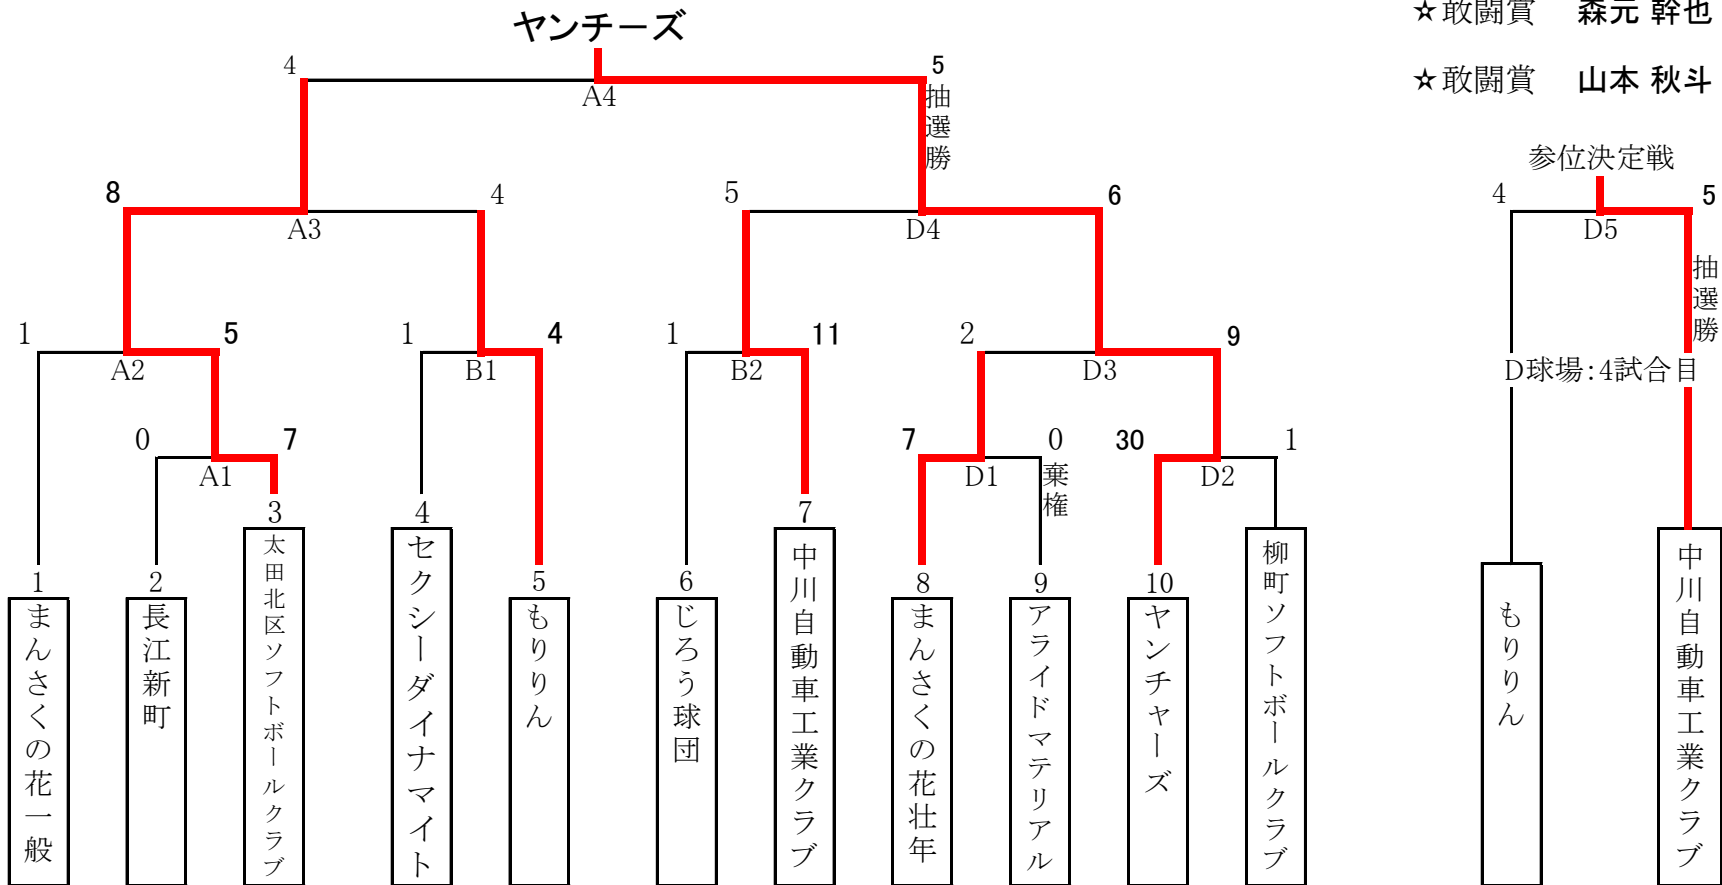 ヤンチーズ
☆敢闘賞 森元 幹也
☆敢闘賞 山本 秋斗
4
5
A4
抽選勝
参位決定戦
8
4
A3
5
6
D4
4
5
D5
抽選勝
1
5
A2
1
4
B1
1
11
B2
2
9
D3
D球場:4試合目
0
7
A1
7
0
D1
棄権
30
1
D2
1
まんさくの花一般
2
長江新町
3
太田北区ソフトボールクラブ
4
セクシーダイナマイト
5
もりりん
6
じろう球団
7
中川自動車工業クラブ
8
まんさくの花壮年
9
アライドマテリアル
10
ヤンチャーズ
柳町ソフトボールクラブ
もりりん
中川自動車工業クラブ